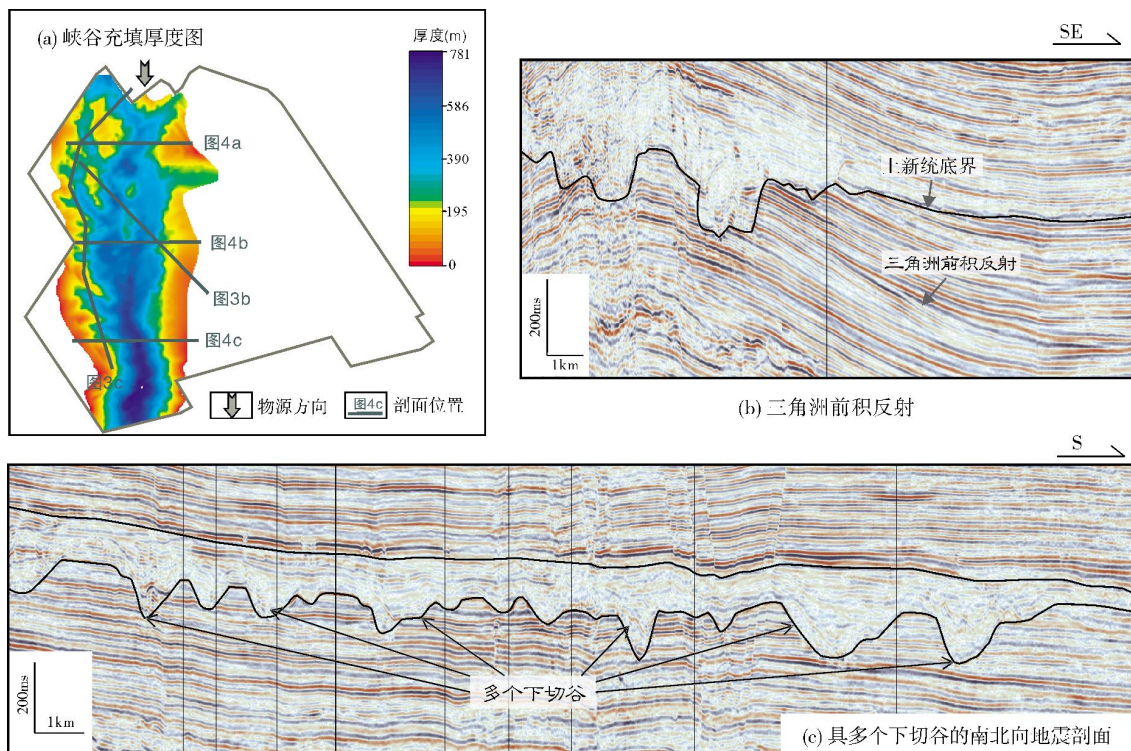 (a) 峡谷充填厚度图
厚度(m)
781
586
390
195
0
图4a
图4b
图3b
图4c
图3c
物源方向
图4c
剖面位置
SE
上新统底界
三角洲前积反射
200ms
1km
(b) 三角洲前积反射
S
多个下切谷
200ms
1km
(c) 具多个下切谷的南北向地震剖面